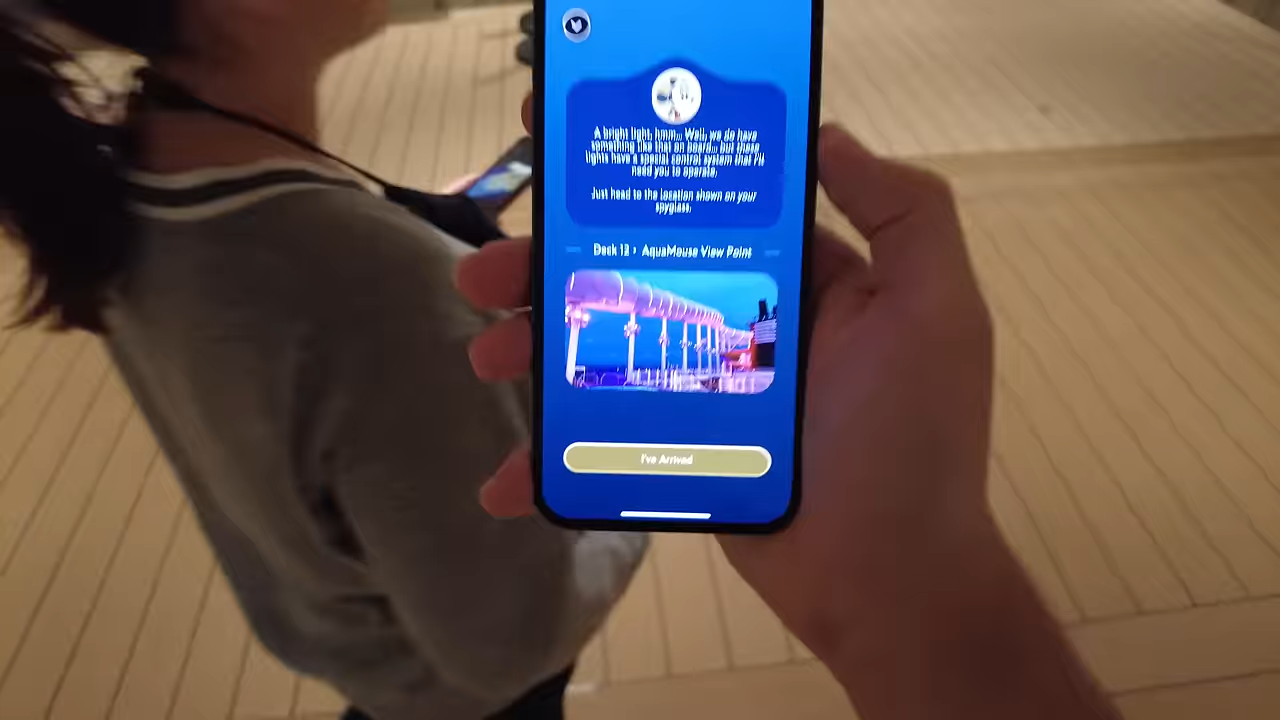 A bright light, hmm... Well, we do have
something like that on board... but these
lights have a special control system that I'll
need you to operate.
Just head to the location shown on your
spyglass.
Deck 12 › AquaMouse View Point
I've Arrived